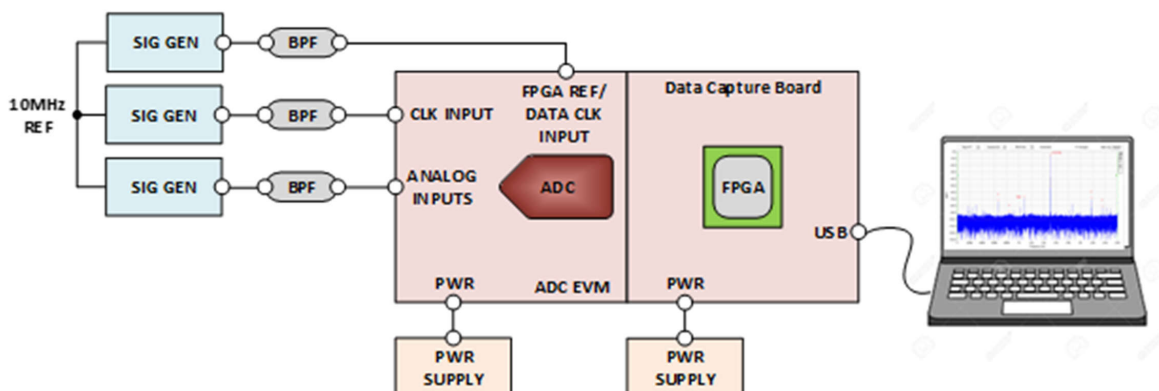 SIG GEN
BPF
10MHz
REF
SIG GEN
BPF
SIG GEN
BPF
CLK INPUT
ANALOG
INPUTS
FPGA REF/
DATA CLK
INPUT
ADC
PWR
ADC EVM
Data Capture Board
FPGA
USB
PWR
PWR
SUPPLY
PWR
SUPPLY